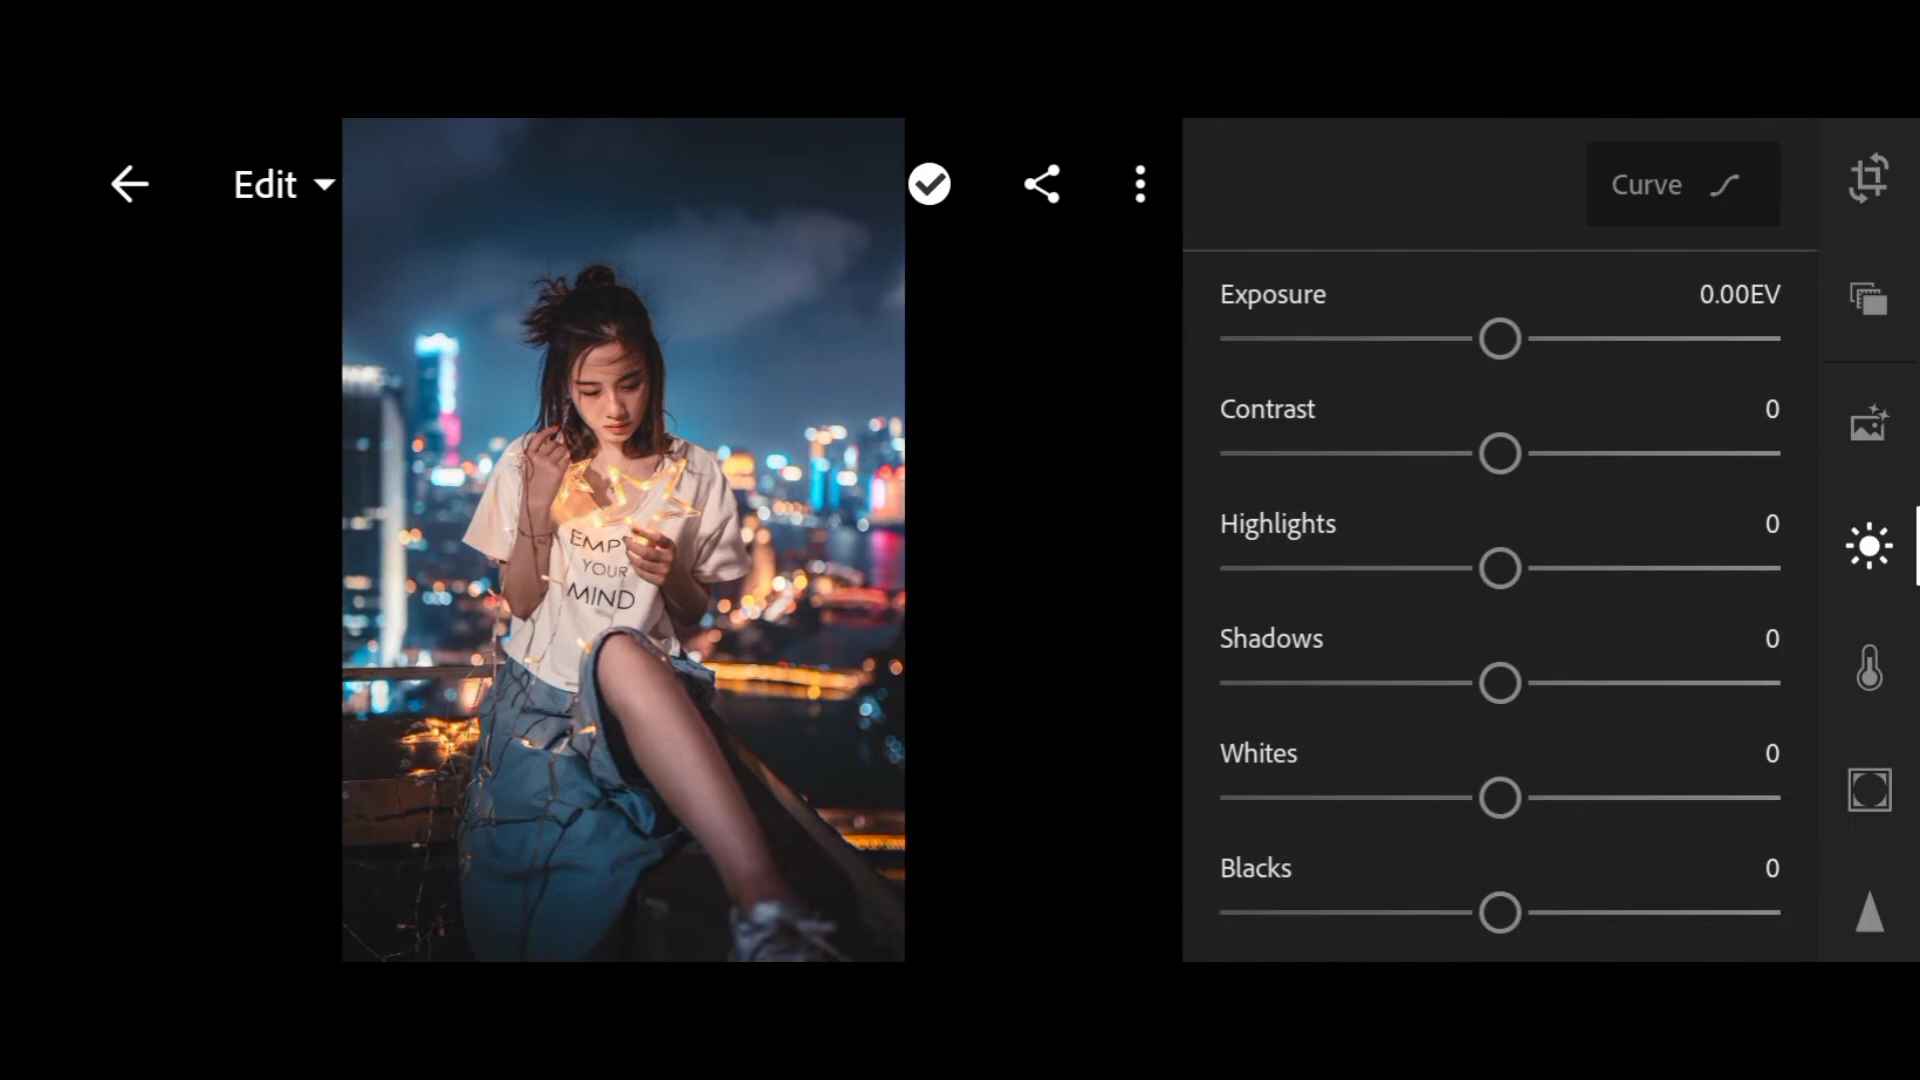 Edit
Curve
Exposure 0.00EV
Contrast 0
Highlights 0
Shadows 0
Whites 0
Blacks 0
EMP
YOUR
MIND